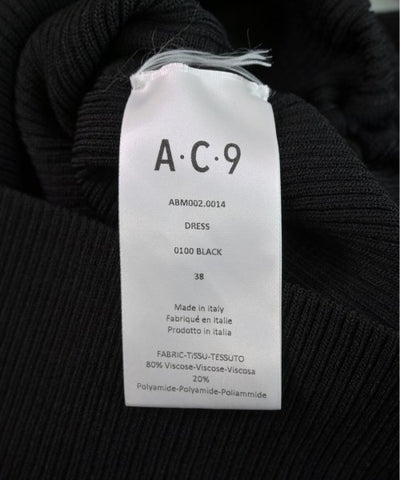 A·C·9
ABM002.0014
DRESS
0100 BLACK
38
Made in italy
Fabriqué en Italie
Prodotto in italia
FABRIC-TISSU-TESSUTO
80% Viscose-Viscose-Viscosa
20%
Polyamide-Polyamide-Poliammide